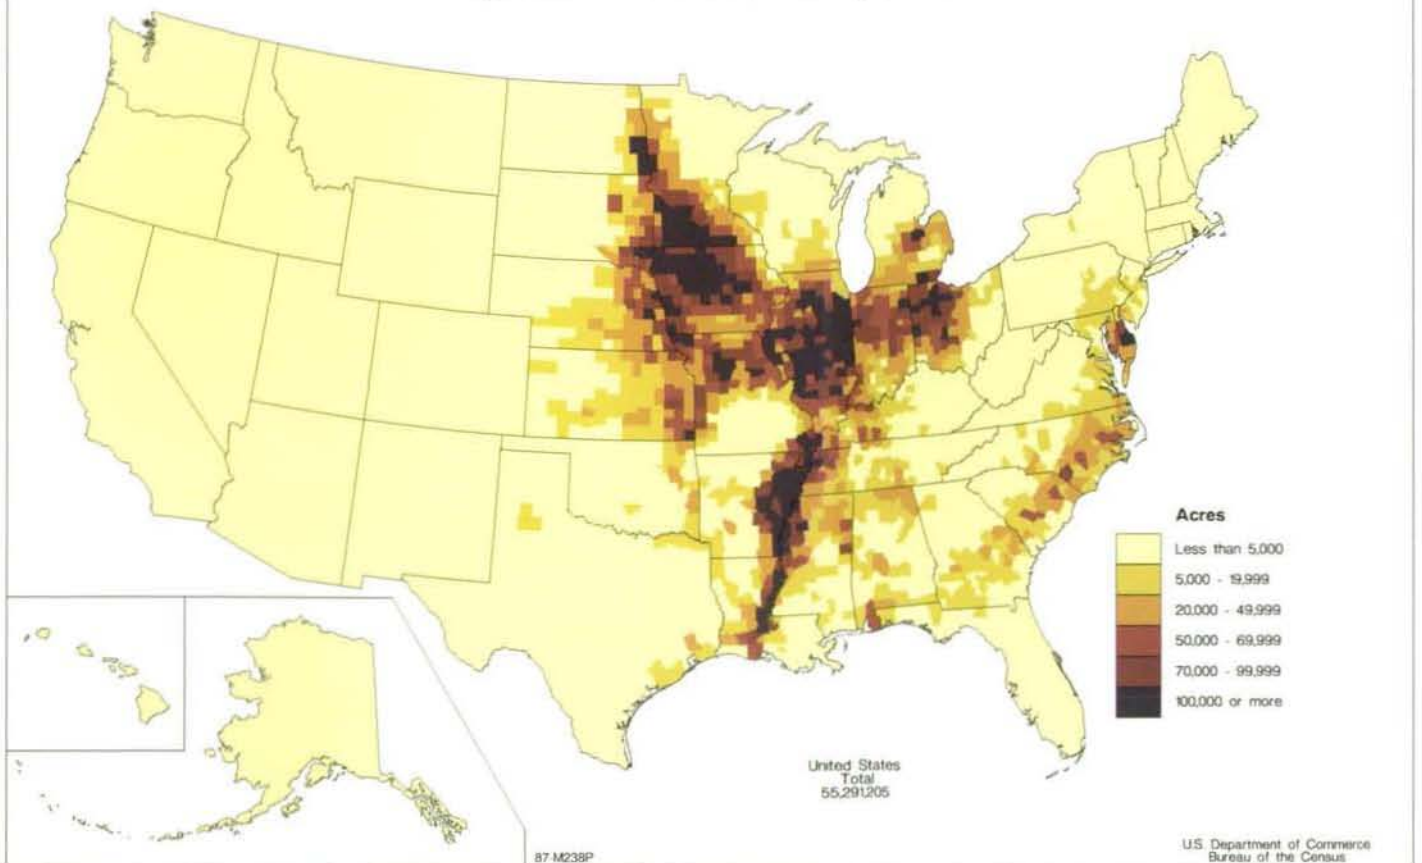 Acres
Less than 5,000
5,000 - 19,999
20,000 - 49,999
50,000 - 69,999
70,000 - 99,999
100,000 or more
United States
Total
55,291,205
87-M238P
U.S. Department of Commerce
Bureau of the Census